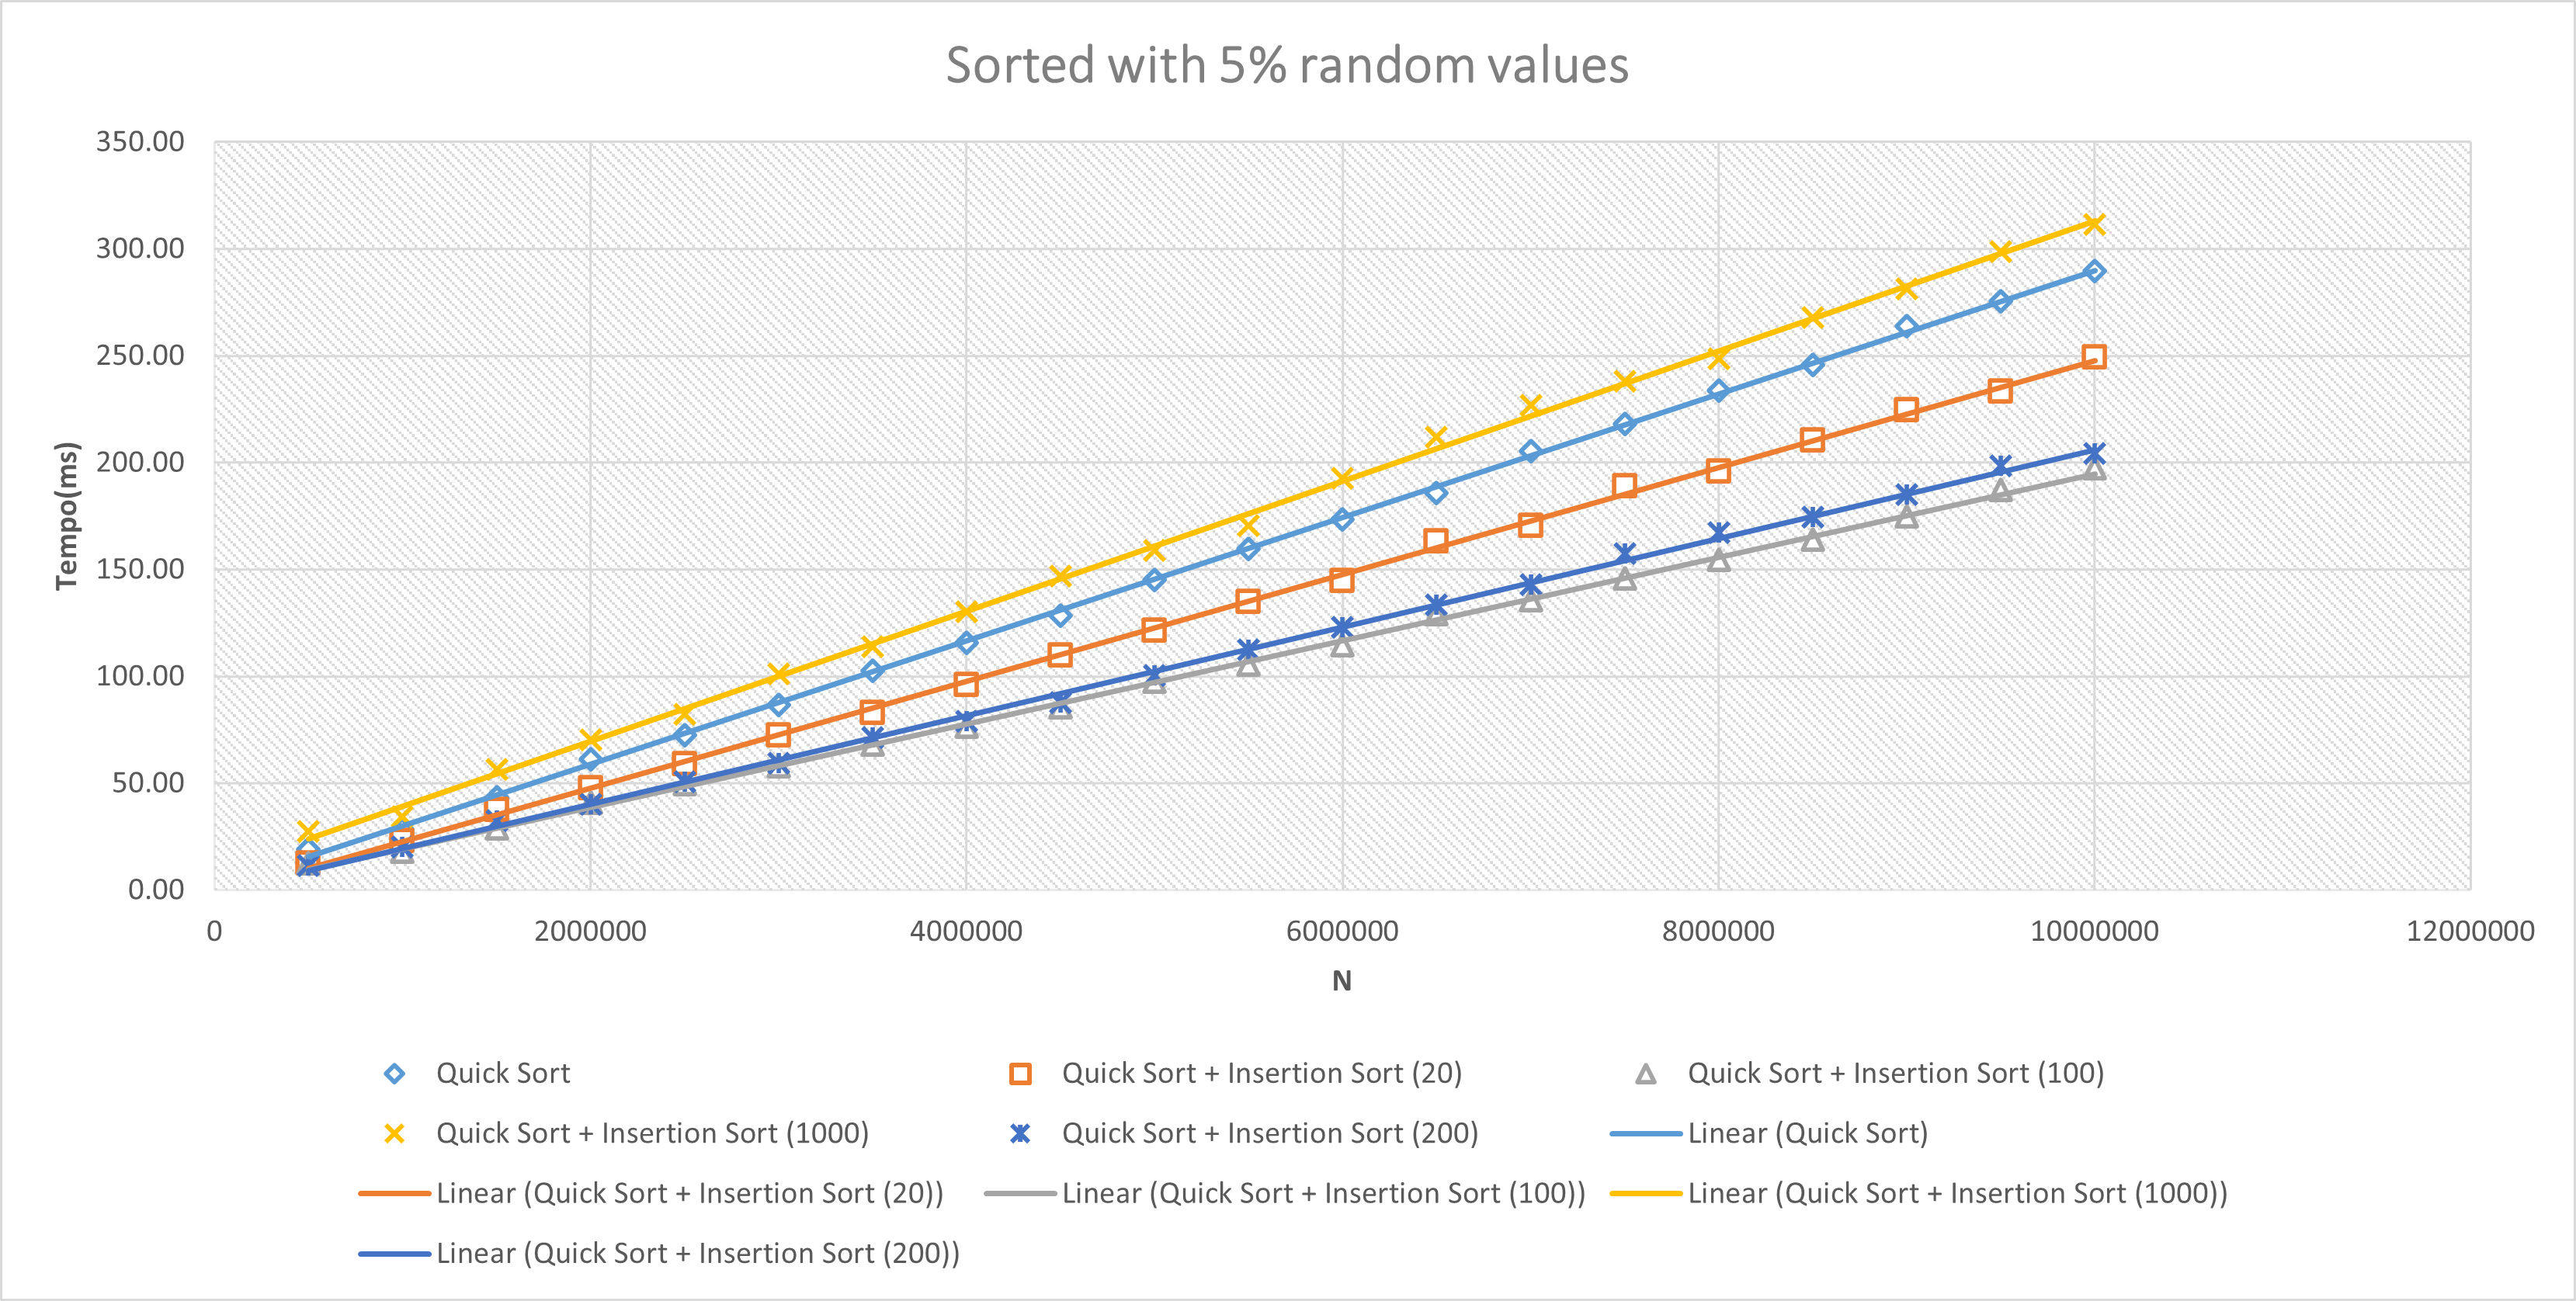 Sorted with 5% random values
350.00
300.00
250.00
200.00
150.00
100.00
50.00
0.00
Tempo(ms)
0 2000000 4000000 6000000 8000000 10000000 12000000
N
Quick Sort Quick Sort + Insertion Sort (20) Quick Sort + Insertion Sort (100)
Quick Sort + Insertion Sort (1000) Quick Sort + Insertion Sort (200) Linear (Quick Sort)
Linear (Quick Sort + Insertion Sort (20)) Linear (Quick Sort + Insertion Sort (100)) Linear (Quick Sort + Insertion Sort (1000))
Linear (Quick Sort + Insertion Sort (200))